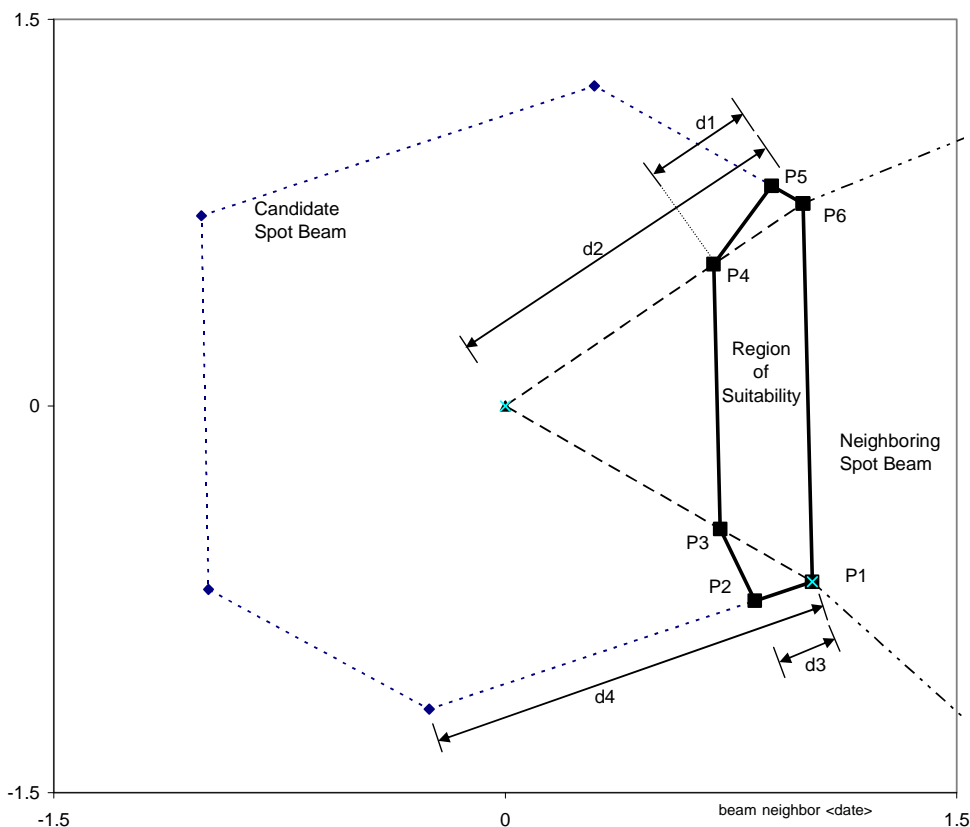 1.5
d1
P5
Candidate
Spot Beam
P6
d2
P4
Region
of
Suitability
0
Neighboring
Spot Beam
P3
P1
P2
d3
d4
-1.5
beam neighbor <date>
-1.5
0
1.5